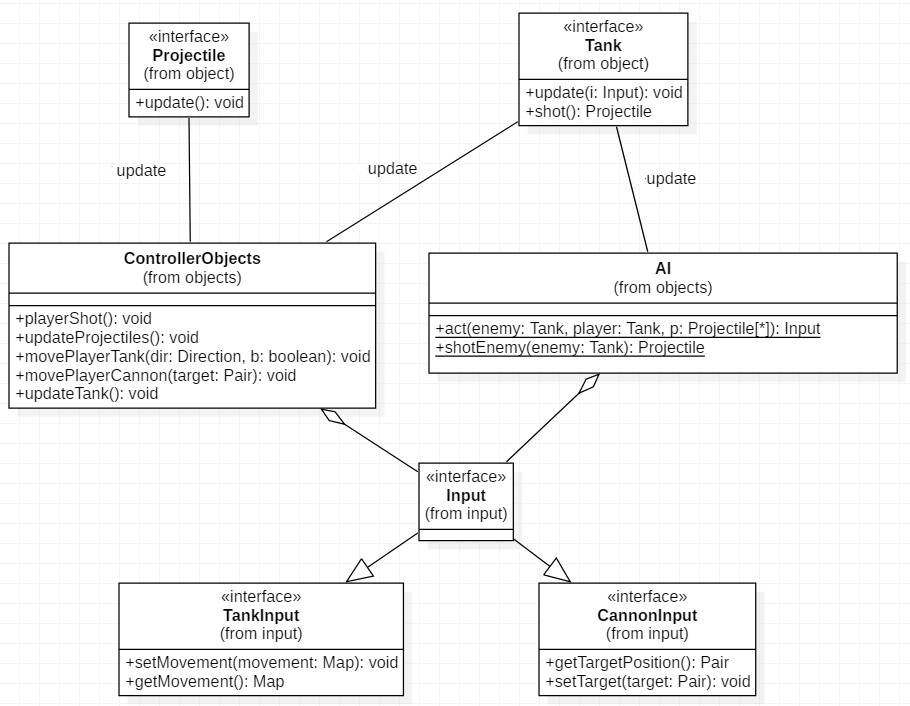 «interface»
Projectile
(from object)
+update(): void
«interface»
Tank
(from object)
+update(i: Input): void
+shot(): Projectile
update
update
update
ControllerObjects
(from objects)
+playerShot(): void
+updateProjectiles(): void
+movePlayerTank(dir: Direction, b: boolean): void
+movePlayerCannon(target: Pair): void
+updateTank(): void
AI
(from objects)
+act(enemy: Tank, player: Tank, p: Projectile[*]): Input
+shotEnemy(enemy: Tank): Projectile
«interface»
Input
(from input)
«interface»
TankInput
(from input)
+setMovement(movement: Map): void
+getMovement(): Map
«interface»
CannonInput
(from input)
+getTargetPosition(): Pair
+setTarget(target: Pair): void